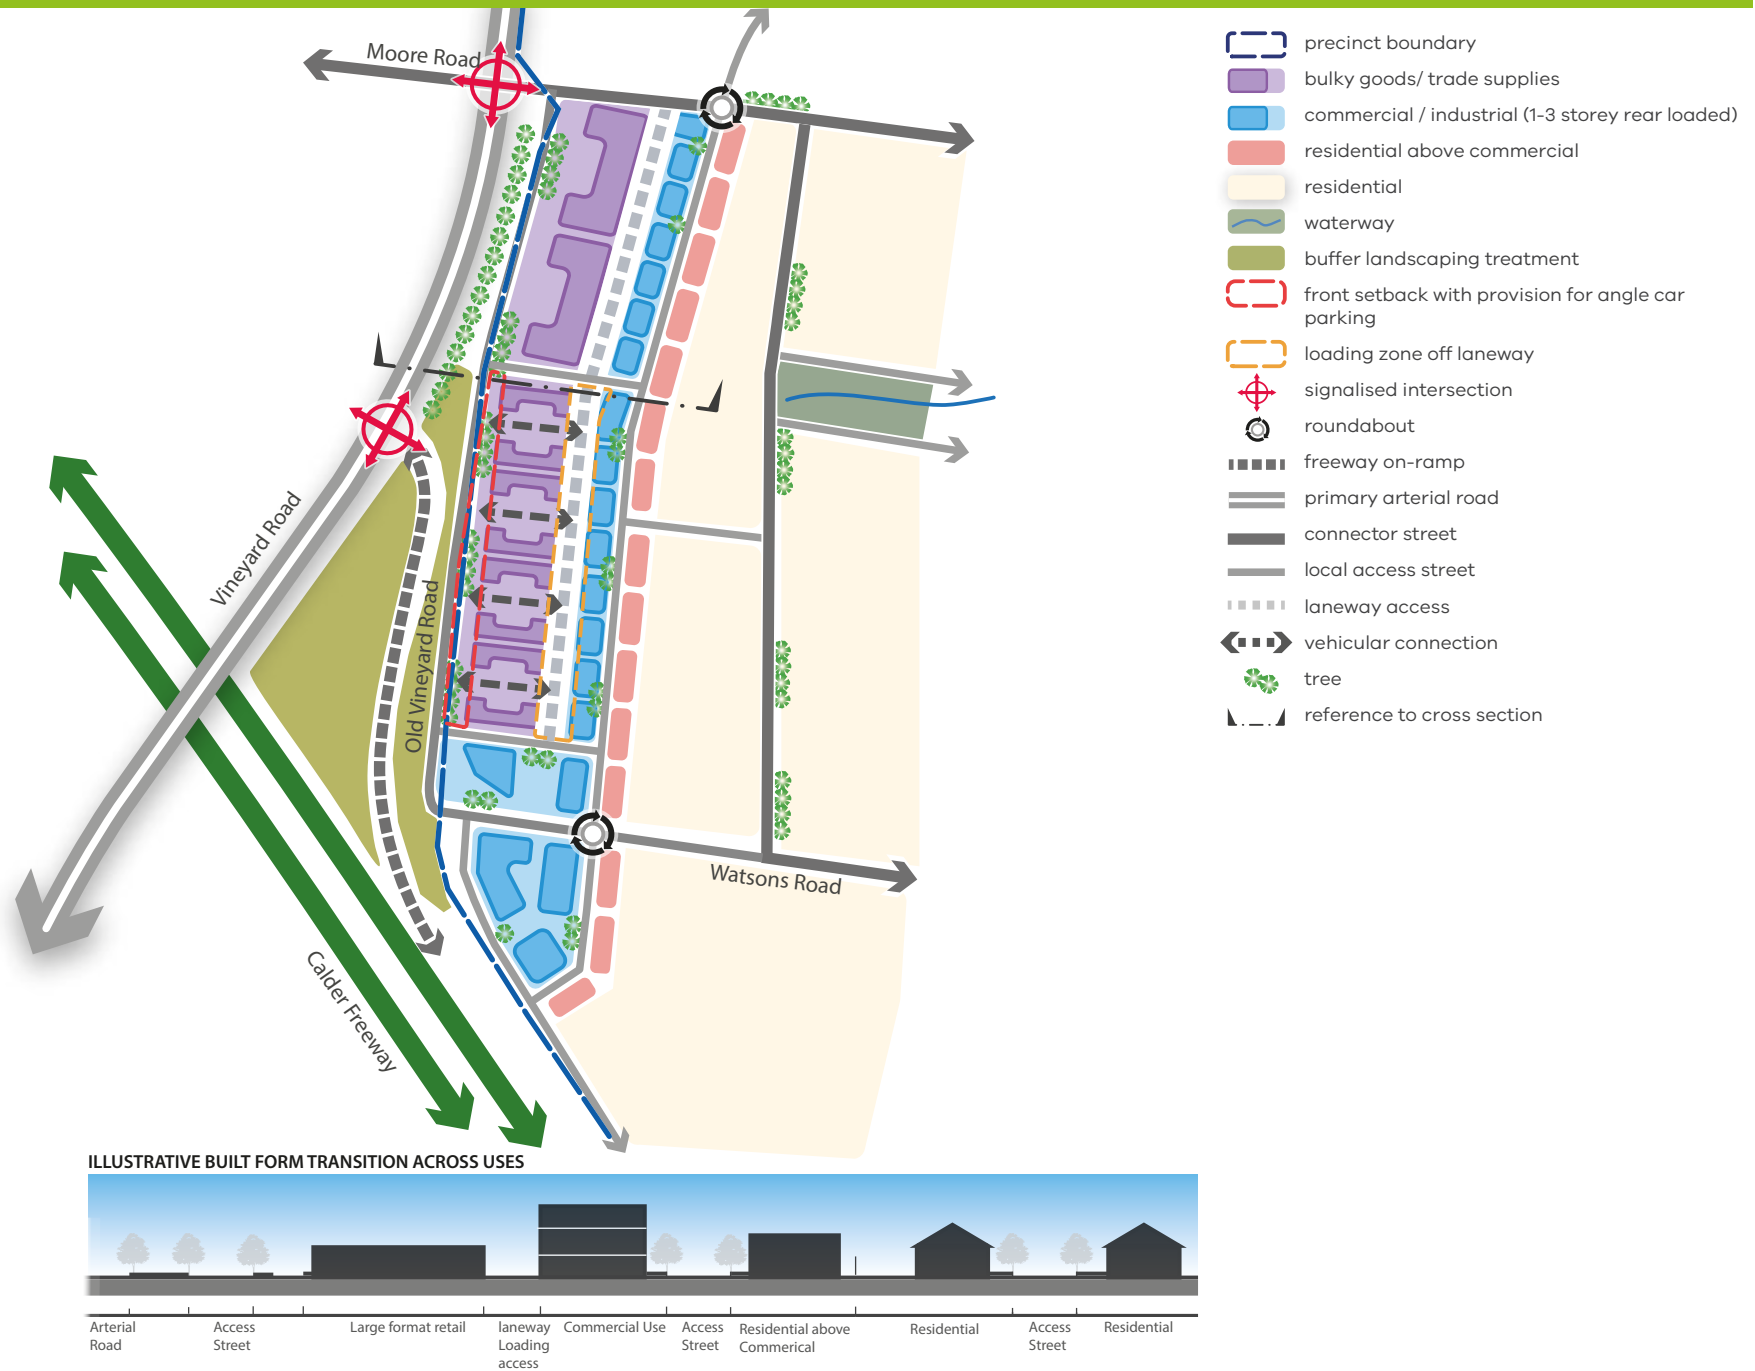 Moore Road
Vineyard Road
Old Vineyard Road
Watsons Road
Calder Freeway
precinct boundary
bulky goods/ trade supplies
commercial / industrial (1-3 storey rear loaded)
residential above commercial
residential
waterway
buffer landscaping treatment
front setback with provision for angle car
parking
loading zone off laneway
signalised intersection
roundabout
freeway on-ramp
primary arterial road
connector street
local access street
laneway access
vehicular connection
tree
reference to cross section
ILLUSTRATIVE BUILT FORM TRANSITION ACROSS USES
Arterial
Road
Access
Street
Large format retail
laneway
Loading
access
Commercial Use
Access
Street
Residential above
Commerical
Residential
Access
Street
Residential